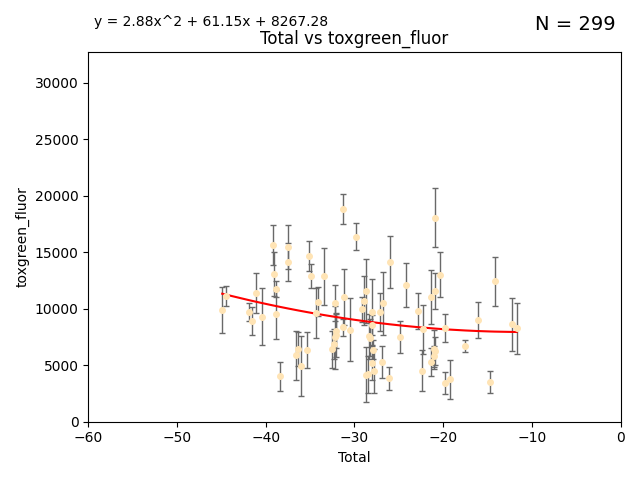 y = 2.88x^2 + 61.15x + 8267.28
N = 299
Total vs toxgreen_fluor
30000
25000
20000
15000
10000
5000
0
toxgreen_fluor
−60
−50
−40
−30
−20
−10
0
Total